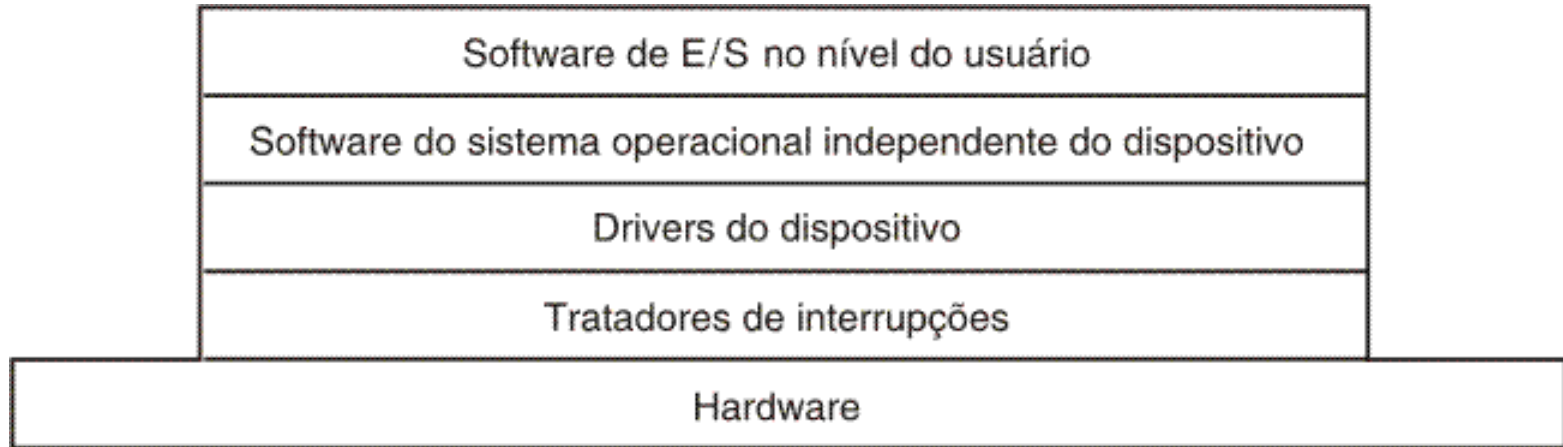 Software de E/S no nível do usuário
Software do sistema operacional independente do dispositivo
Drivers do dispositivo
Tratadores de interrupções
Hardware